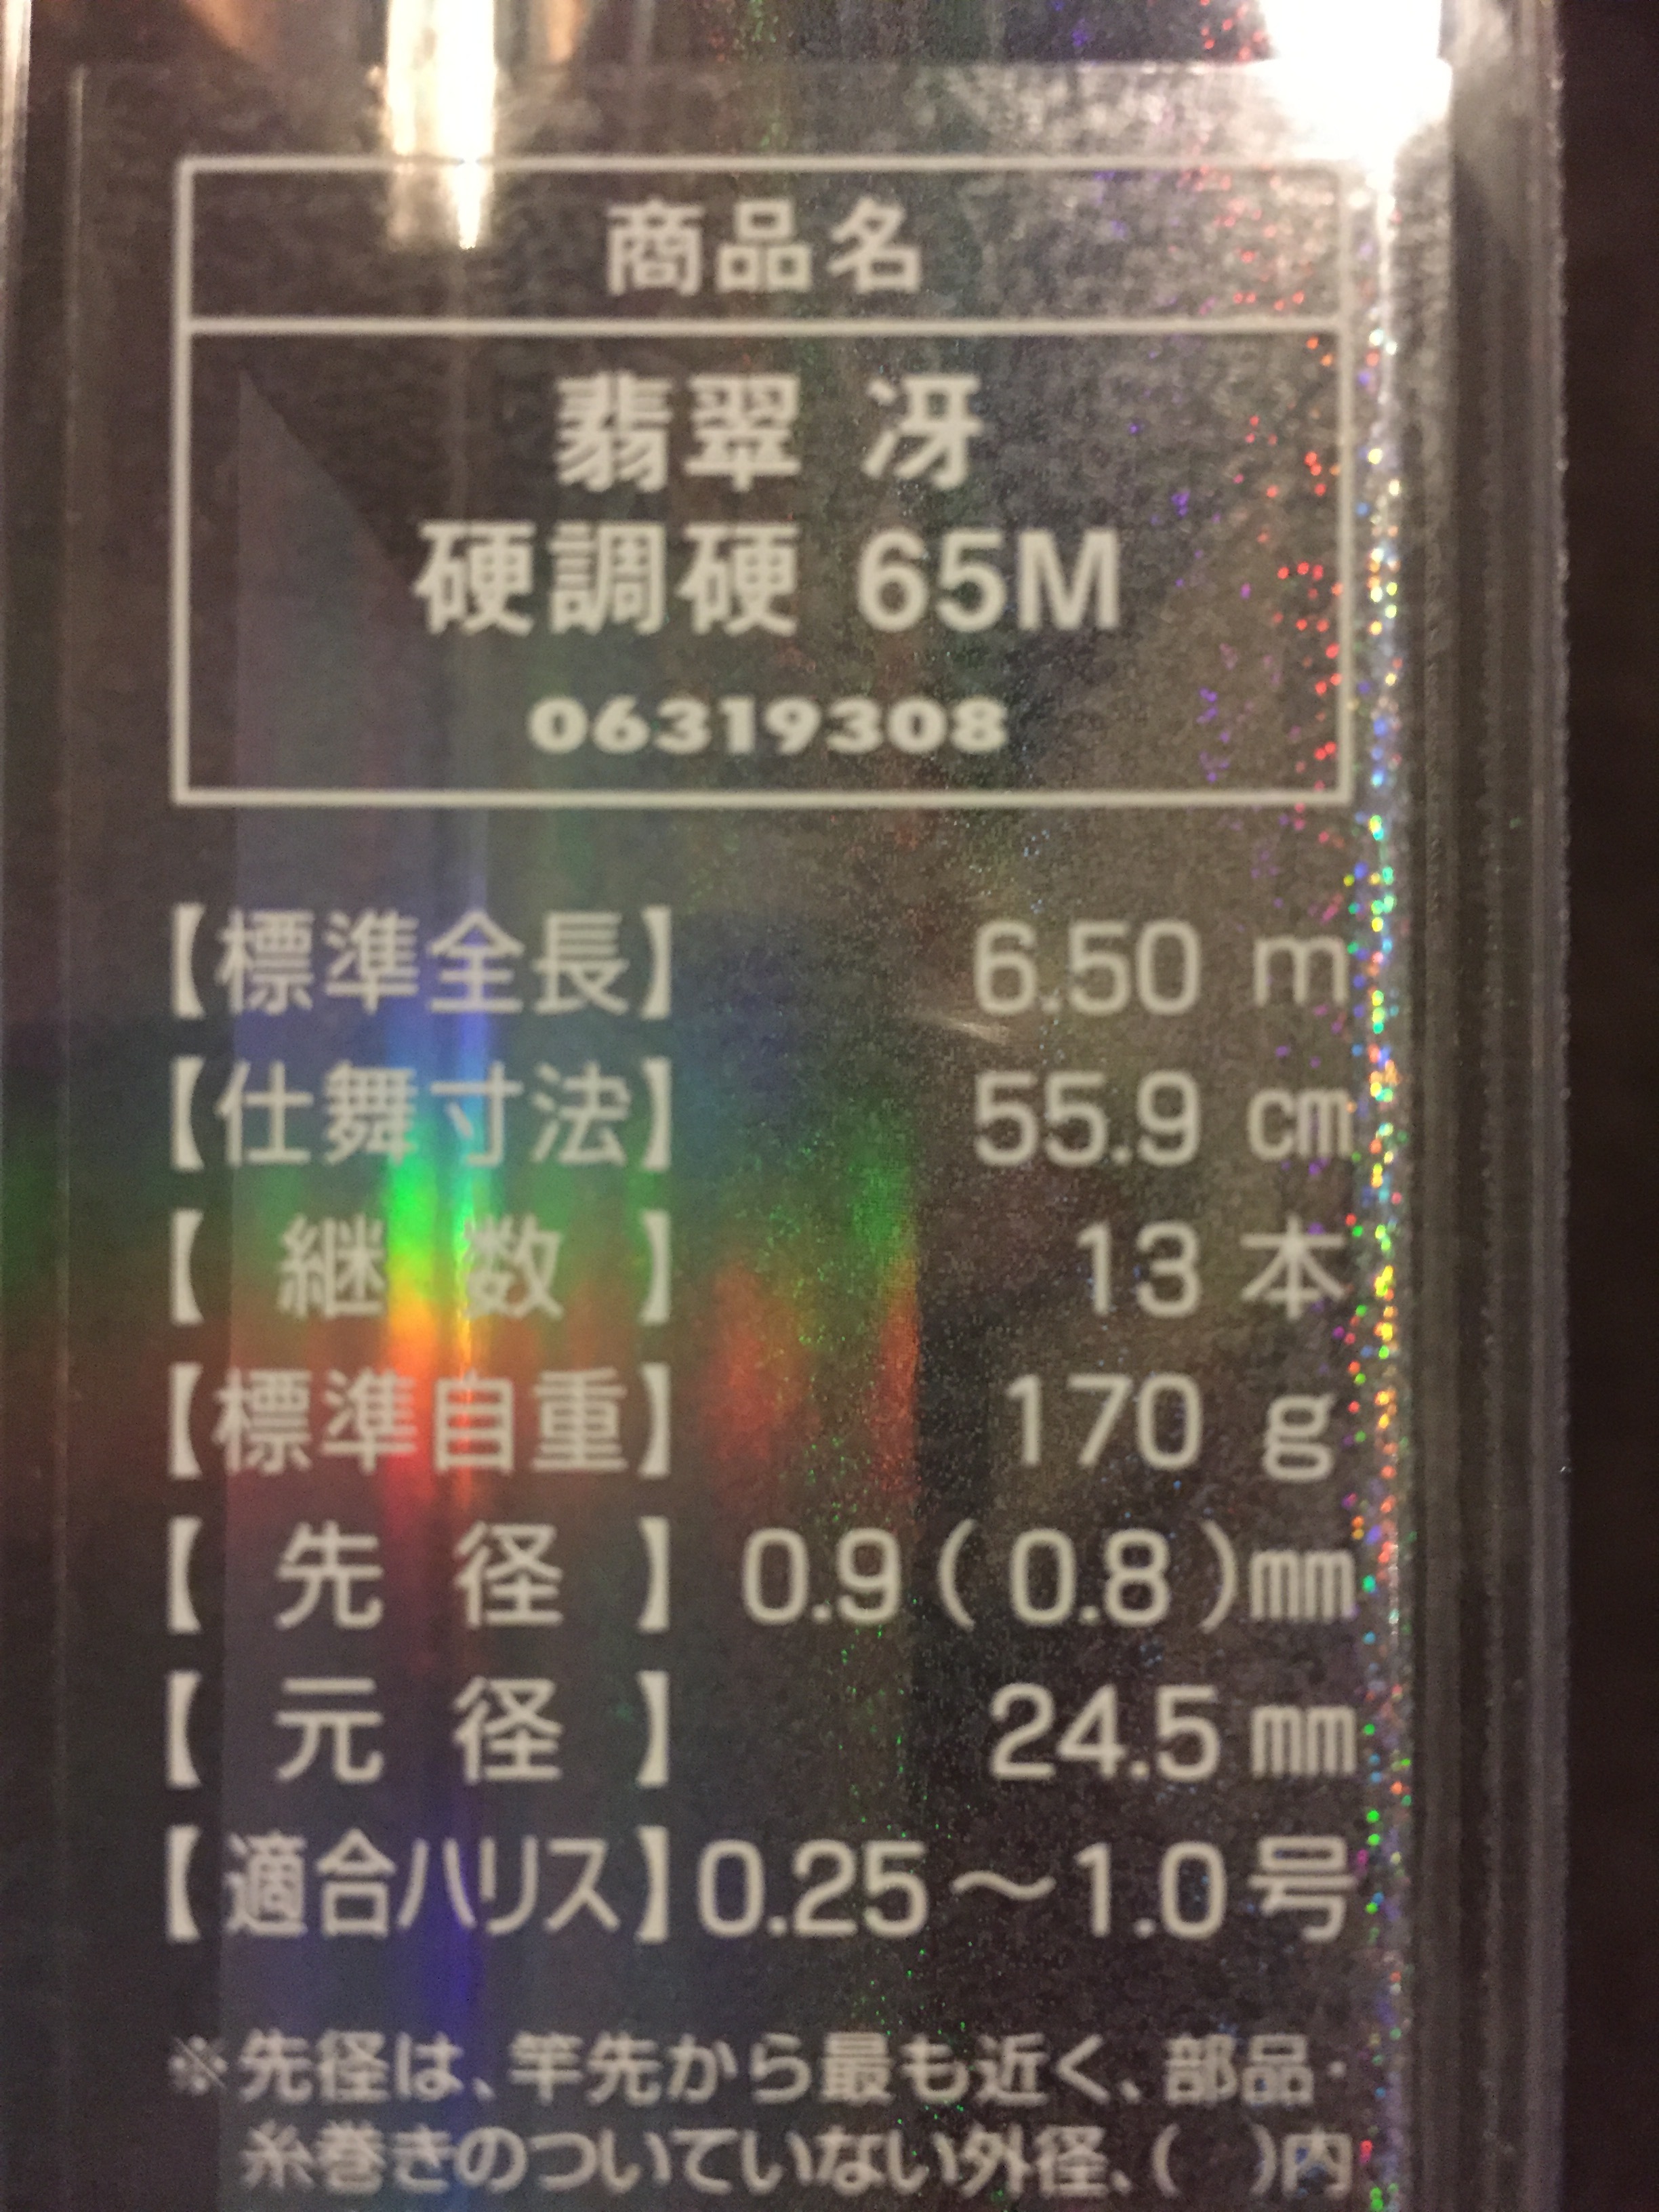 商品名
翡翠 冴
硬調硬 65M
06319308
【標準全長】 6.50 m
【仕舞寸法】 55.9 cm
【 継 数 】 13 本
【標準自重】 170 g
【 先 径 】 0.9 ( 0.8 )mm
【 元 径 】 24.5 mm
【適合ハリス】0.25〜1.0号
※先径は、竿先から最も近く、部品・
糸巻きのついていない外径、( )内